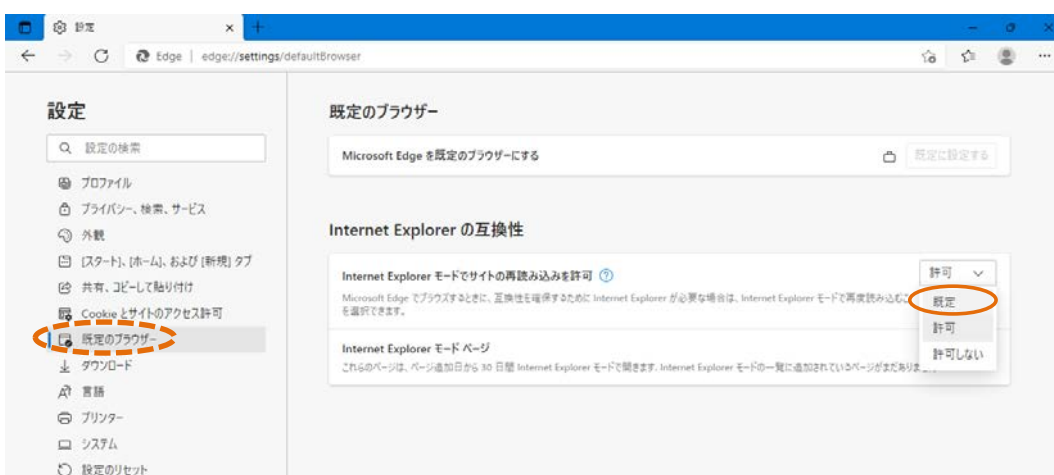 設定
Edge | edge://settings/defaultBrowser
設定
設定の検索
プロファイル
プライバシー、検索、サービス
外観
[スタート]、[ホーム]、および [新規] タブ
共有、コピーして貼り付け
Cookie とサイトのアクセス許可
既定のブラウザー
ダウンロード
言語
プリンター
システム
設定のリセット
既定のブラウザー
Microsoft Edge を既定のブラウザーにする
既定に設定する
Internet Explorer の互換性
Internet Explorer モードでサイトの再読み込みを許可
許可
Microsoft Edge でブラウズするときに、互換性を確保するために Internet Explorer が必要な場合は、Internet Explorer モードで再度読み込むこ
を選択できます。
既定
許可
許可しない
Internet Explorer モード ページ
これらのページは、ページ追加日から 30 日間 Internet Explorer モードで開きます. Internet Explorer モードの一覧に追加されているページがまだありま